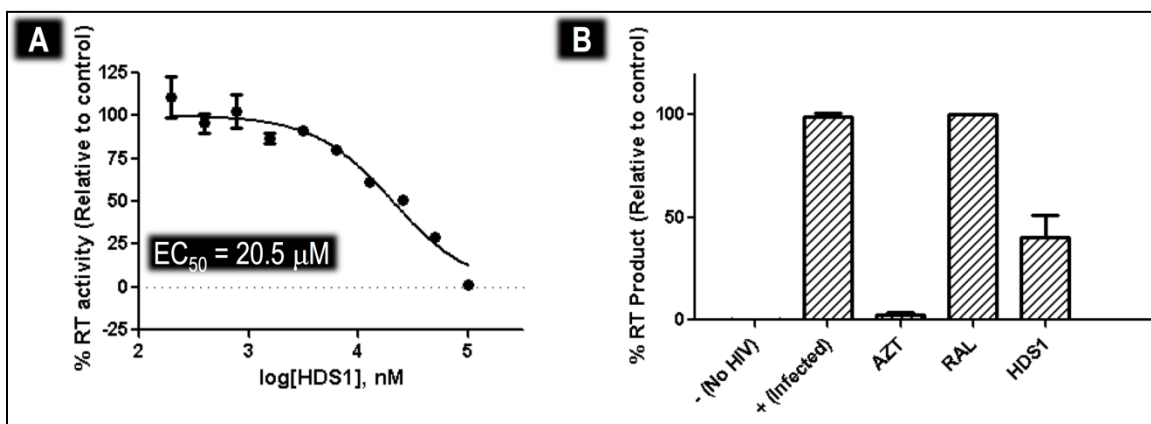 A
% RT activity (Relative to control)
125
100
75
50
25
0
-25
EC50 = 20.5 µM
2
3
4
5
log[HDS1], nM
B
% RT Product (Relative to control)
100
50
0
- (No HIV)
+ (Infected)
AZT
RAL
HDS1